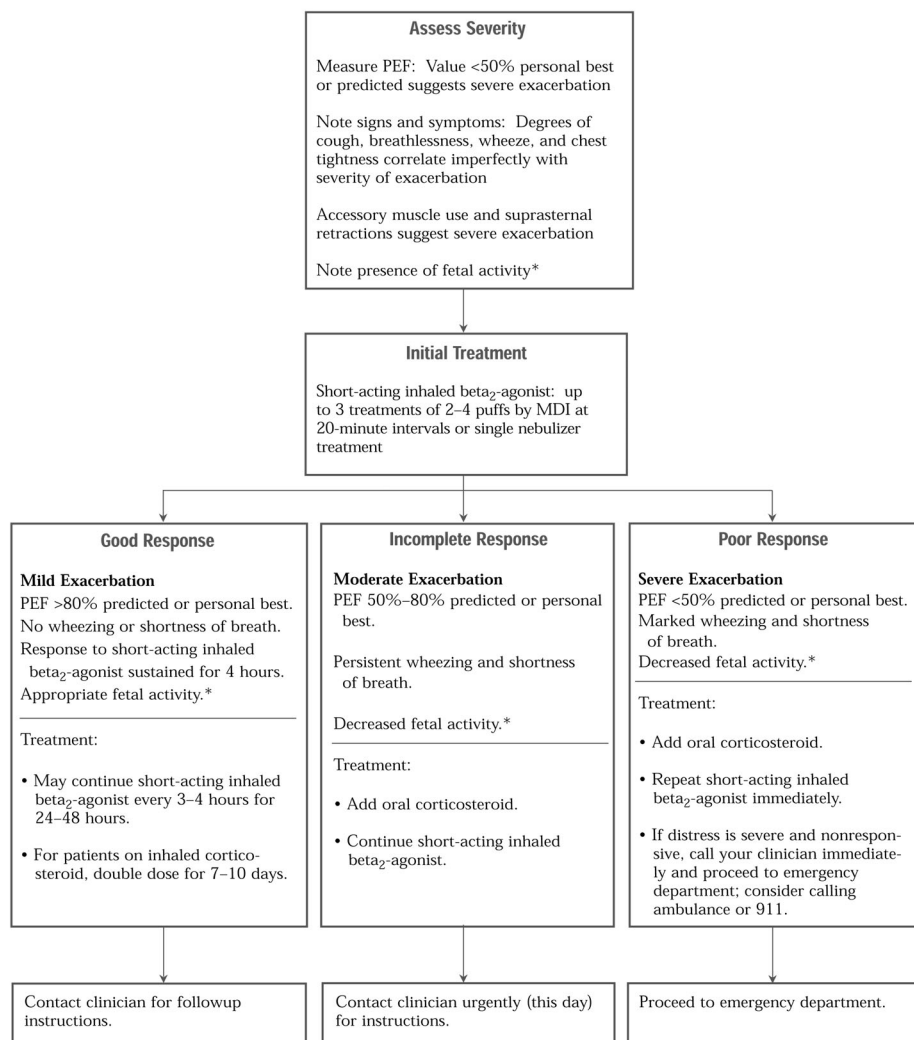 Assess Severity
Measure PEF: Value <50% personal best
or predicted suggests severe exacerbation
Note signs and symptoms: Degrees of
cough, breathlessness, wheeze, and chest
tightness correlate imperfectly with
severity of exacerbation
Accessory muscle use and suprasternal
retractions suggest severe exacerbation
Note presence of fetal activity*
Initial Treatment
Short-acting inhaled beta₂-agonist: up
to 3 treatments of 2–4 puffs by MDI at
20-minute intervals or single nebulizer
treatment
Good Response
Mild Exacerbation
PEF >80% predicted or personal best.
No wheezing or shortness of breath.
Response to short-acting inhaled
beta₂-agonist sustained for 4 hours.
Appropriate fetal activity.*
Treatment:
• May continue short-acting inhaled
beta₂-agonist every 3–4 hours for
24–48 hours.
• For patients on inhaled cortico-
steroid, double dose for 7–10 days.
Contact clinician for followup
instructions.
Incomplete Response
Moderate Exacerbation
PEF 50%–80% predicted or personal
best.
Persistent wheezing and shortness
of breath.
Decreased fetal activity.*
Treatment:
• Add oral corticosteroid.
• Continue short-acting inhaled
beta₂-agonist.
Contact clinician urgently (this day)
for instructions.
Poor Response
Severe Exacerbation
PEF <50% predicted or personal best.
Marked wheezing and shortness
of breath.
Decreased fetal activity.*
Treatment:
• Add oral corticosteroid.
• Repeat short-acting inhaled
beta₂-agonist immediately.
• If distress is severe and nonrespon-
sive, call your clinician immediate-
ly and proceed to emergency
department; consider calling
ambulance or 911.
Proceed to emergency department.